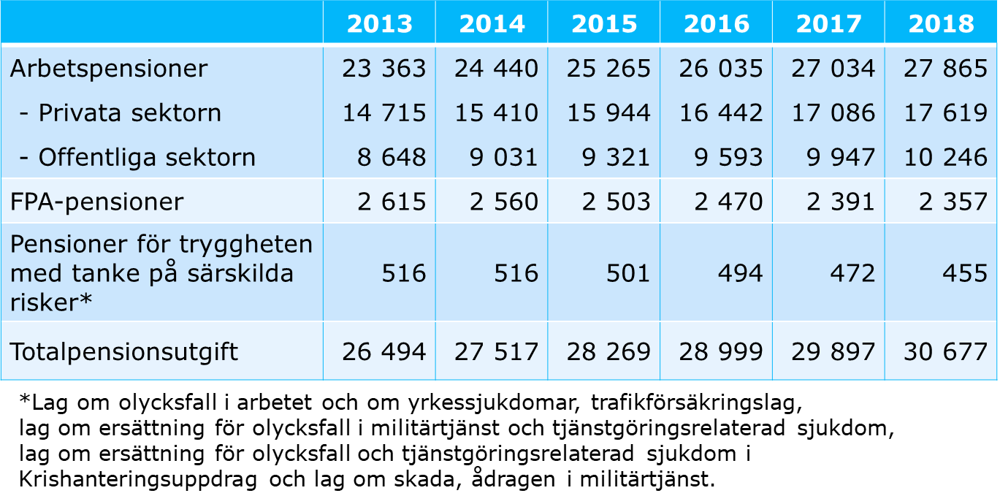 2013 2014 2015 2016 2017 2018
Arbetspensioner 23 363 24 440 25 265 26 035 27 034 27 865
- Privata sektorn 14 715 15 410 15 944 16 442 17 086 17 619
- Offentliga sektorn 8 648 9 031 9 321 9 593 9 947 10 246
FPA-pensioner 2 615 2 560 2 503 2 470 2 391 2 357
Pensioner för tryggheten
med tanke på särskilda 516 516 501 494 472 455
risker*
Totalpensionsutgift 26 494 27 517 28 269 28 999 29 897 30 677
*Lag om olycksfall i arbetet och om yrkessjukdomar, trafikförsäkringslag,
lag om ersättning för olycksfall i militärtjänst och tjänstgöringsrelaterad sjukdom,
lag om ersättning för olycksfall och tjänstgöringsrelaterad sjukdom i
Krishanteringsuppdrag och lag om skada, ådragen i militärtjänst.